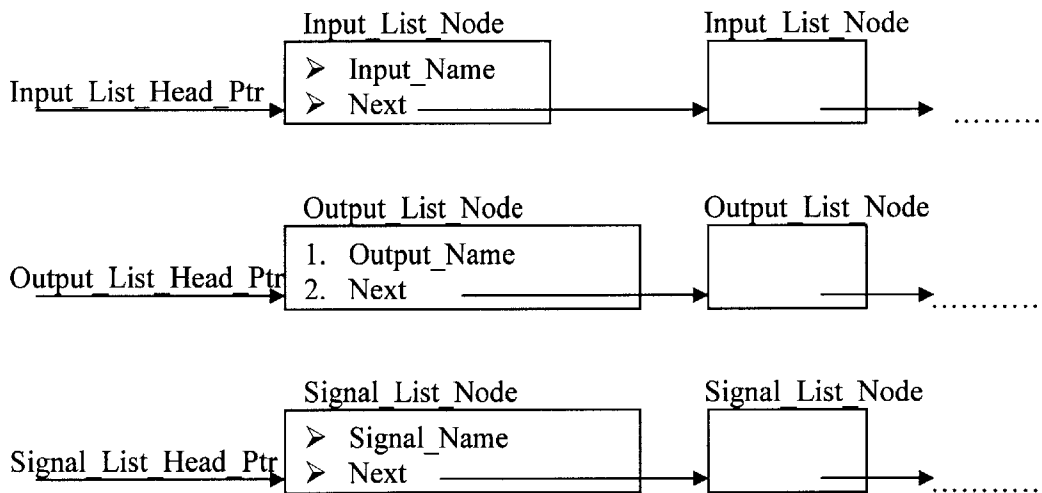 Input_List_Node Input_List_Node
➢ Input_Name
Input_List_Head_Ptr
➢ Next
.........
Output_List_Node Output_List_Node
1. Output_Name
Output_List_Head_Ptr
2. Next
...........
Signal_List_Node Signal_List_Node
➢ Signal_Name
Signal_List_Head_Ptr
➢ Next
...........